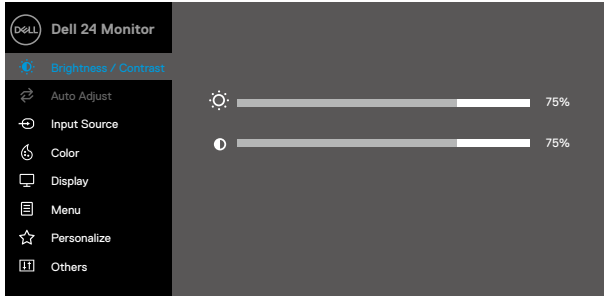 DELL Dell 24 Monitor
Brightness / Contrast
Auto Adjust
75%
Input Source
Color
75%
Display
Menu
Personalize
Others